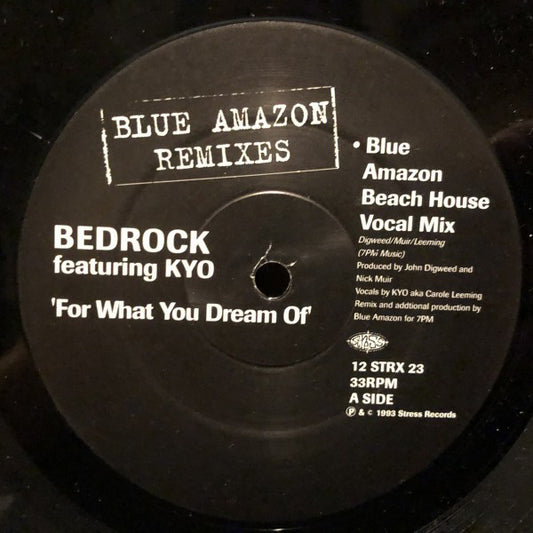 BLUE AMAZON
REMIXES
BEDROCK
featuring KYO
'For What You Dream Of'
• Blue
Amazon
Beach House
Vocal Mix
Digweed/Muir/Leeming
(7PM Music)
Produced by John Digweed and
Nick Muir
Vocals by KYO aka Carole Leeming
Remix and addtional production by
Blue Amazon for 7PM
STRESS
12 STRX 23
33RPM
A SIDE
℗ & © 1993 Stress Records